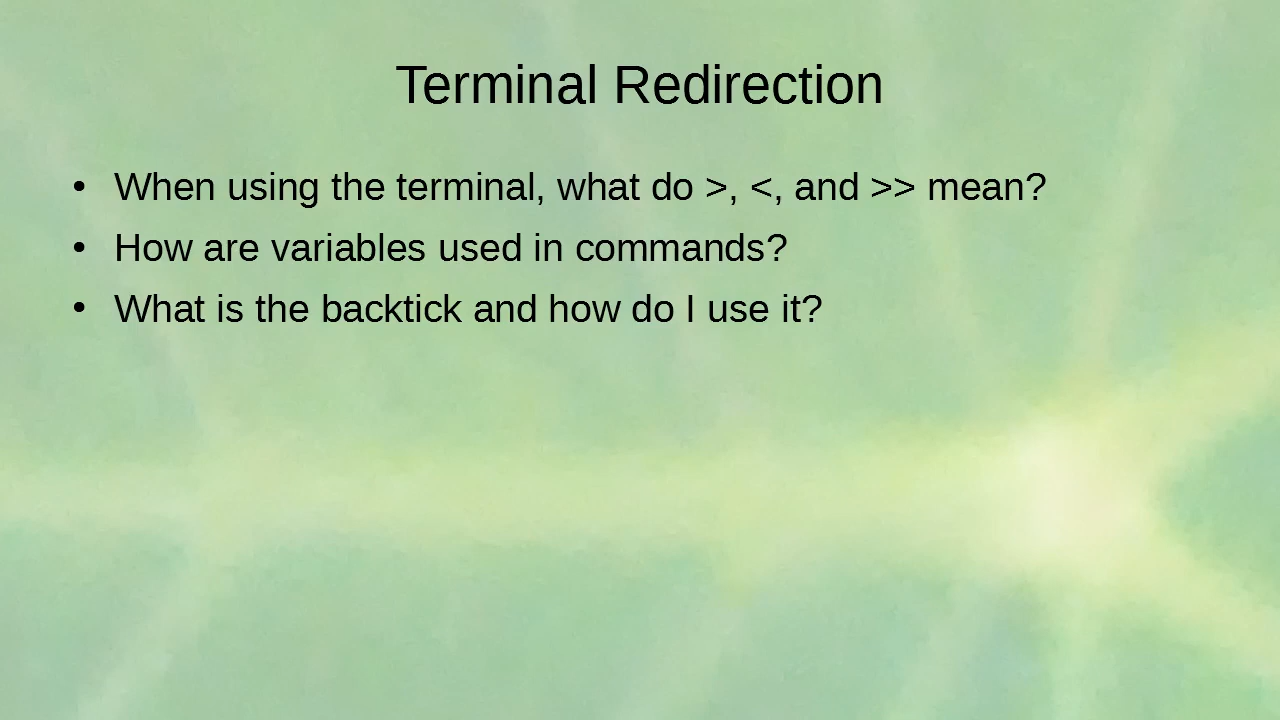 Terminal Redirection
• When using the terminal, what do >, <, and >> mean?
• How are variables used in commands?
• What is the backtick and how do I use it?